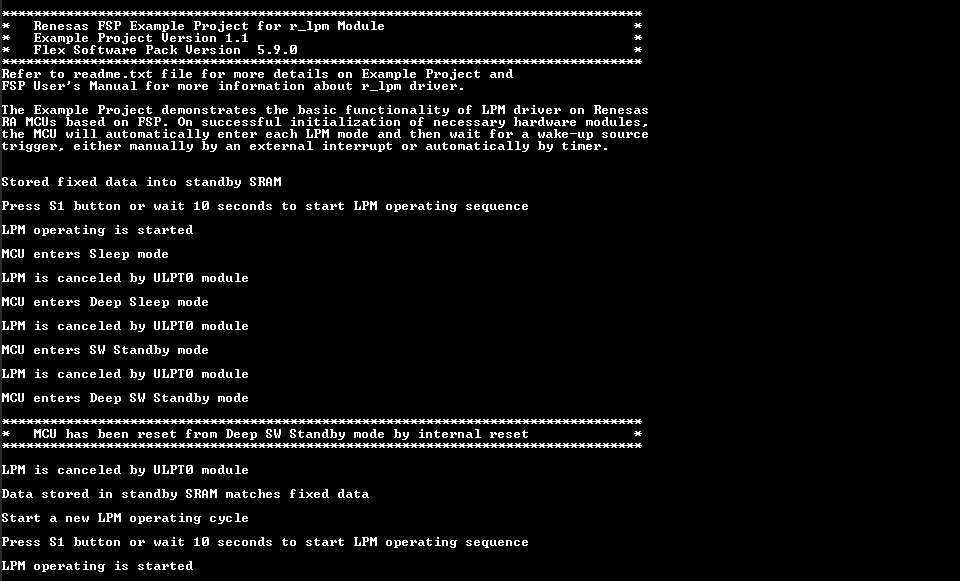 ********************************************************************************
*   Renesas FSP Example Project for r_lpm Module                               *
*   Example Project Version 1.1                                                *
*   Flex Software Pack Version  5.9.0                                          *
********************************************************************************
Refer to readme.txt file for more details on Example Project and
FSP User's Manual for more information about r_lpm driver.
The Example Project demonstrates the basic functionality of LPM driver on Renesas
RA MCUs based on FSP. On successful initialization of necessary hardware modules,
the MCU will automatically enter each LPM mode and then wait for a wake-up source
trigger, either manually by an external interrupt or automatically by timer.
Stored fixed data into standby SRAM
Press S1 button or wait 10 seconds to start LPM operating sequence
LPM operating is started
MCU enters Sleep mode
LPM is canceled by ULPT0 module
MCU enters Deep Sleep mode
LPM is canceled by ULPT0 module
MCU enters SW Standby mode
LPM is canceled by ULPT0 module
MCU enters Deep SW Standby mode
********************************************************************************
*   MCU has been reset from Deep SW Standby mode by internal reset             *
********************************************************************************
LPM is canceled by ULPT0 module
Data stored in standby SRAM matches fixed data
Start a new LPM operating cycle
Press S1 button or wait 10 seconds to start LPM operating sequence
LPM operating is started